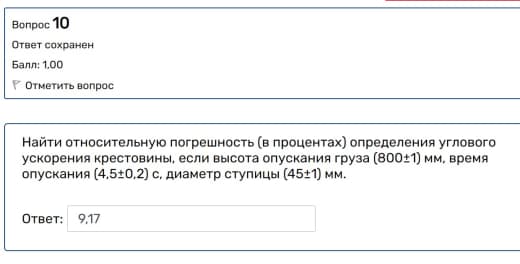 Вопрос 10
Ответ сохранен
Балл: 1,00
Отметить вопрос
Найти относительную погрешность (в процентах) определения углового
ускорения крестовины, если высота опускания груза (800±1) мм, время
опускания (4,5±0,2) с, диаметр ступицы (45±1) мм.
Ответ: 9,17